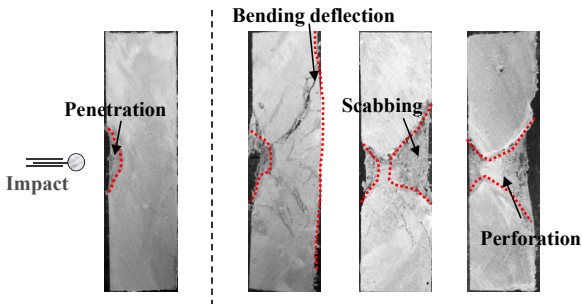 Bending deflection
Penetration
Scabbing
Impact
Perforation